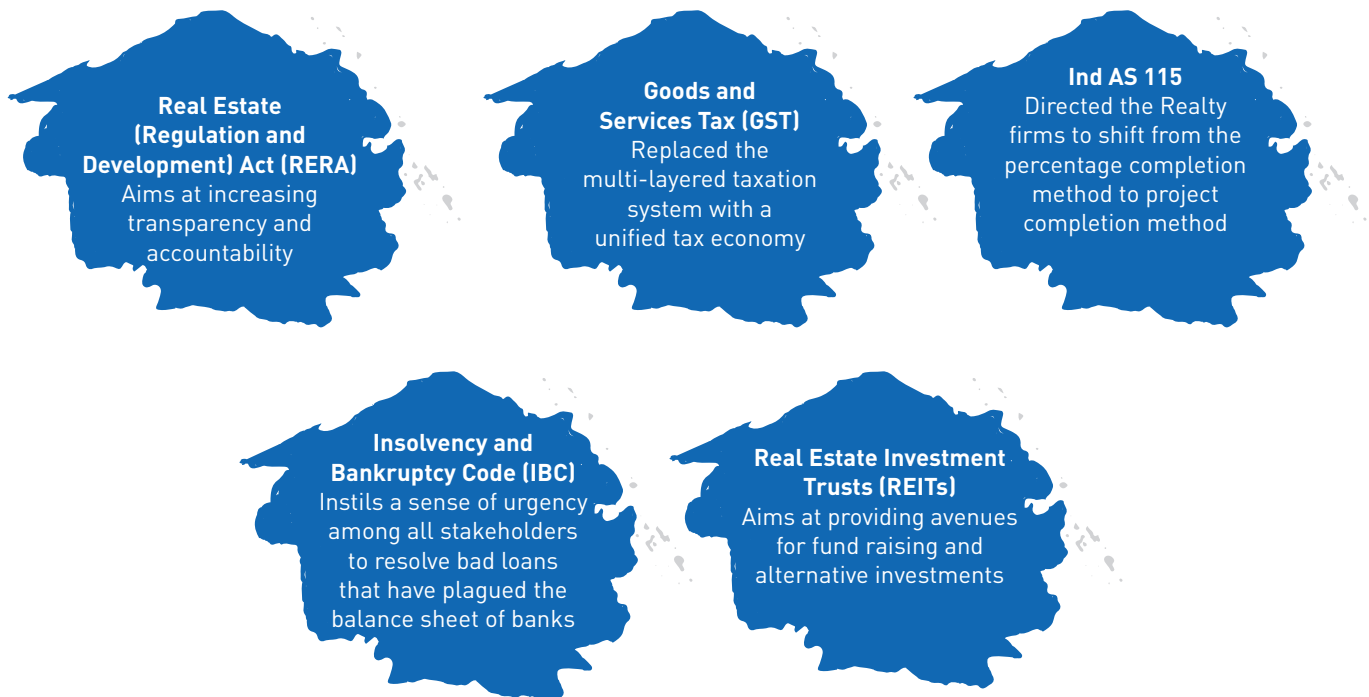 Real Estate
(Regulation and
Development) Act (RERA)
Aims at increasing
transparency and
accountability
Goods and
Services Tax (GST)
Replaced the
multi-layered taxation
system with a
unified tax economy
Ind AS 115
Directed the Realty
firms to shift from the
percentage completion
method to project
completion method
Insolvency and
Bankruptcy Code (IBC)
Instils a sense of urgency
among all stakeholders
to resolve bad loans
that have plagued the
balance sheet of banks
Real Estate Investment
Trusts (REITs)
Aims at providing avenues
for fund raising and
alternative investments